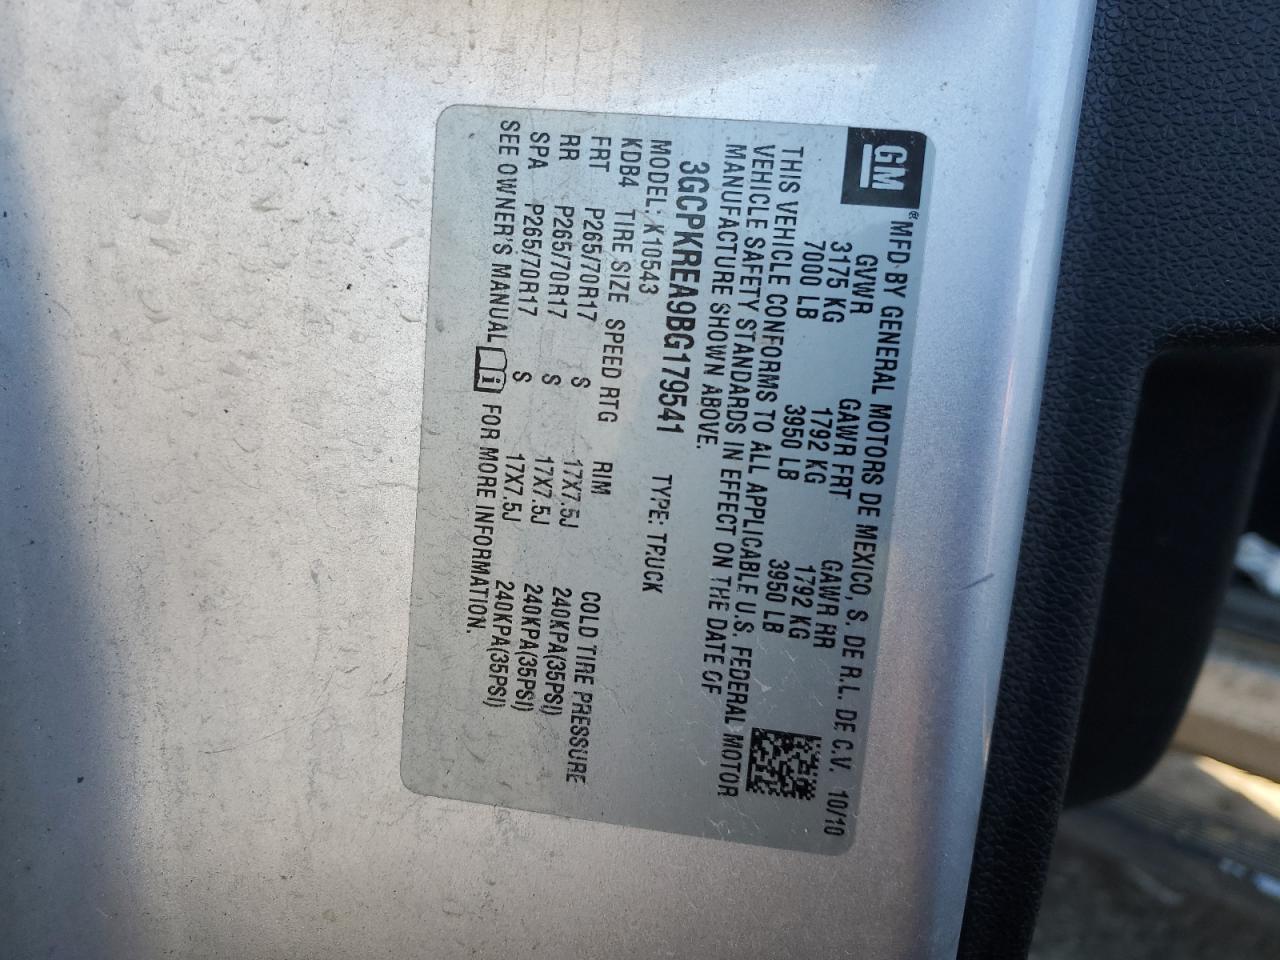 GM® MFD BY GENERAL MOTORS DE MEXICO, S. DE R.L. DE C.V. 10/10
GVWR GAWR FRT GAWR RR
3175 KG 1792 KG 1792 KG
7000 LB 3950 LB 3950 LB
THIS VEHICLE CONFORMS TO ALL APPLICABLE U.S. FEDERAL MOTOR
VEHICLE SAFETY STANDARDS IN EFFECT ON THE DATE OF
MANUFACTURE SHOWN ABOVE.
3GCPKREA9BG179541 TYPE: TRUCK
MODEL: K10543
KDB4 TIRE SIZE SPEED RTG RIM COLD TIRE PRESSURE
FRT P265/70R17 S 17X7.5J 240KPA(35PSI)
RR P265/70R17 S 17X7.5J 240KPA(35PSI)
SPA P265/70R17 S 17X7.5J 240KPA(35PSI)
SEE OWNER'S MANUAL i FOR MORE INFORMATION.